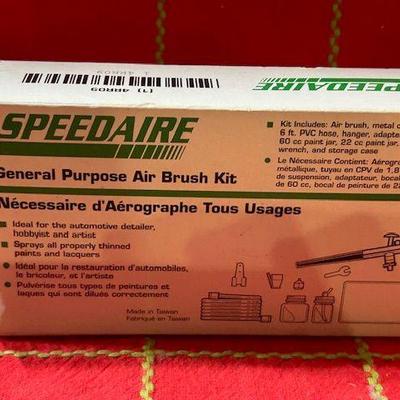 (1) 4RR09
1 4RR09
SPEEDAIRE
SPEEDAIRE
General Purpose Air Brush Kit
Nécessaire d'Aérographe Tous Usages
Ideal for the automotive detailer,
hobbyist and artist
Sprays all properly thinned
paints and lacquers
Idéal pour la restauration d'automobiles,
le bricoleur, et l'artiste
Pulvérise tous types de peintures et
laques qui sont dilués correctement
Kit Includes: Air brush, metal
6 ft. PVC hose, hanger,
60 cc paint jar, 22 cc paint jar,
wrench, and storage case
Le Nécessaire Contient:
métallique, tuyau en CPV de
de suspension, adaptateur, bocal
de 60 cc, bocal de peinture de
Made in Taiwan
Fabriqué en Taiwan